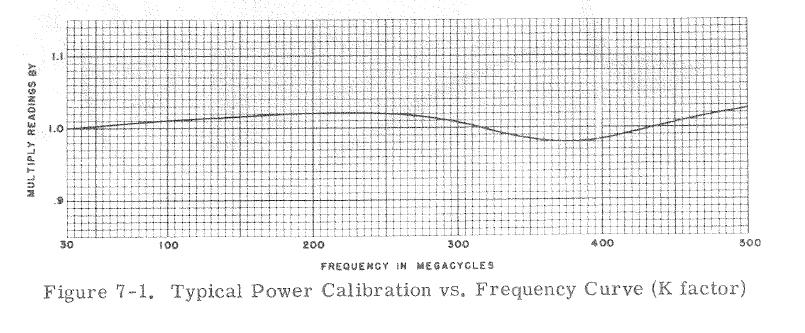 MULTIPLY READINGS BY
1.1
1.0
.9
30 100 200 300 400 500
FREQUENCY IN MEGACYCLES
Figure 7-1. Typical Power Calibration vs. Frequency Curve (K factor)